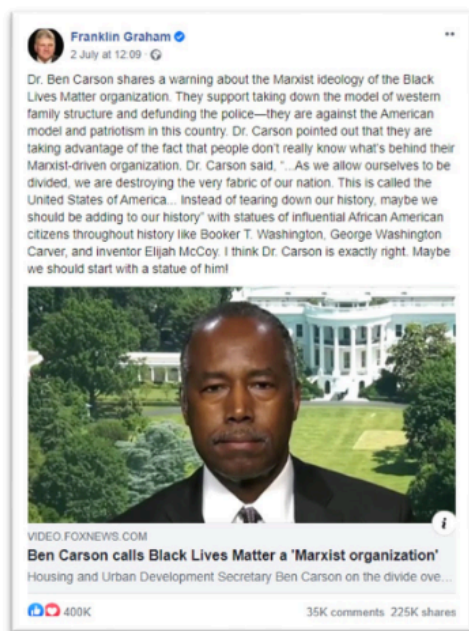 Franklin Graham
2 July at 12:09 ·
Dr. Ben Carson shares a warning about the Marxist ideology of the Black
Lives Matter organization. They support taking down the model of western
family structure and defunding the police—they are against the American
model and patriotism in this country. Dr. Carson pointed out that they are
taking advantage of the fact that people don't really know what's behind their
Marxist-driven organization. Dr. Carson said, "...As we allow ourselves to be
divided, we are destroying the very fabric of our nation. This is called the
United States of America... Instead of tearing down our history, maybe we
should be adding to our history" with statues of influential African American
citizens throughout history like Booker T. Washington, George Washington
Carver, and inventor Elijah McCoy. I think Dr. Carson is exactly right. Maybe
we should start with a statue of him!
i
VIDEO.FOXNEWS.COM
Ben Carson calls Black Lives Matter a 'Marxist organization'
Housing and Urban Development Secretary Ben Carson on the divide ove...
400K 35K comments 225K shares